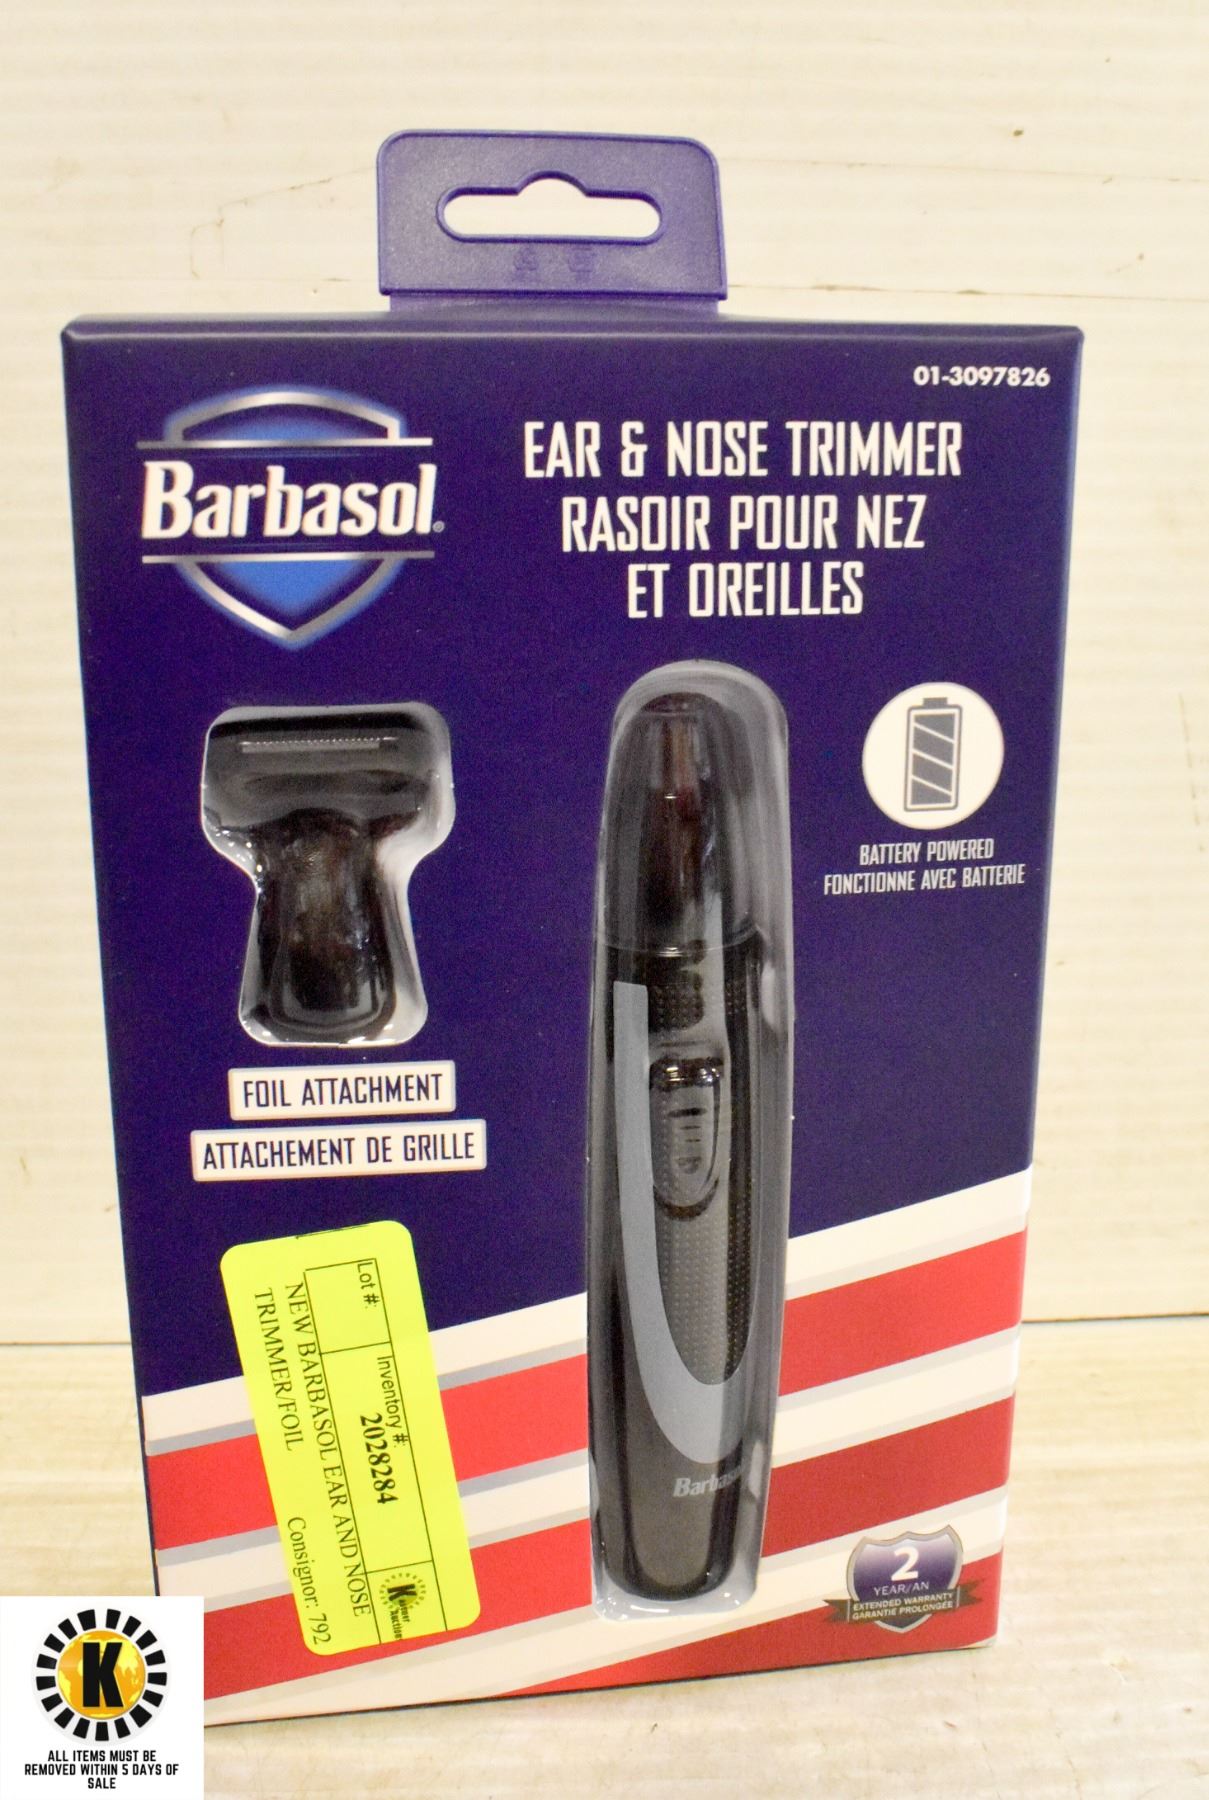 01-3097826
Barbasol
EAR & NOSE TRIMMER
RASOIR POUR NEZ
ET OREILLES
BATTERY POWERED
FONCTIONNE AVEC BATTERIE
FOIL ATTACHMENT
ATTACHEMENT DE GRILLE
Lot #:
Inventory #:
2028284
NEW BARBASOL EAR AND NOSE
TRIMMER/FOIL
Consignor: 792
Barbasol
2
YEAR/AN
EXTENDED WARRANTY
GARANTIE PROLONGÉE
K
ALL ITEMS MUST BE
REMOVED WITHIN 5 DAYS OF
SALE